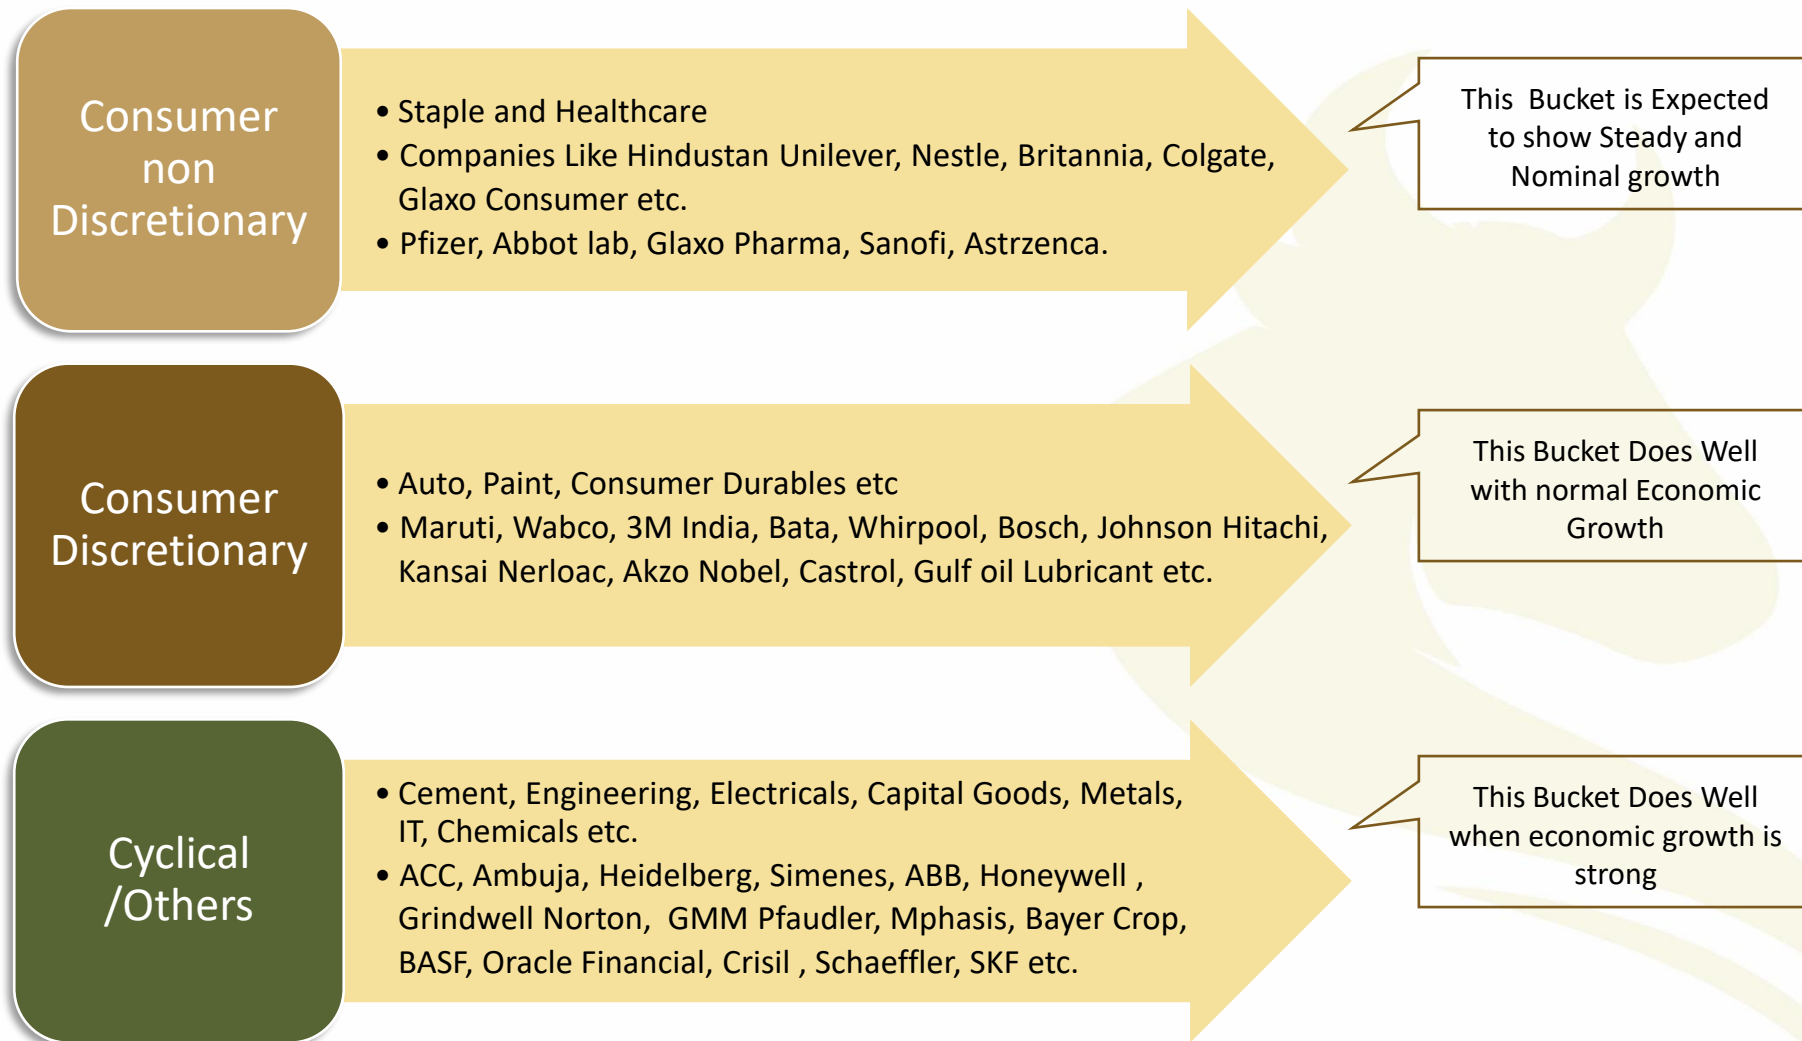 Consumer
non
Discretionary
• Staple and Healthcare
• Companies Like Hindustan Unilever, Nestle, Britannia, Colgate,
Glaxo Consumer etc.
• Pfizer, Abbot lab, Glaxo Pharma, Sanofi, Astrzenca.
This Bucket is Expected
to show Steady and
Nominal growth
Consumer
Discretionary
• Auto, Paint, Consumer Durables etc
• Maruti, Wabco, 3M India, Bata, Whirpool, Bosch, Johnson Hitachi,
Kansai Nerloac, Akzo Nobel, Castrol, Gulf oil Lubricant etc.
This Bucket Does Well
with normal Economic
Growth
Cyclical
/Others
• Cement, Engineering, Electricals, Capital Goods, Metals,
IT, Chemicals etc.
• ACC, Ambuja, Heidelberg, Simenes, ABB, Honeywell ,
Grindwell Norton, GMM Pfaudler, Mphasis, Bayer Crop,
BASF, Oracle Financial, Crisil , Schaeffler, SKF etc.
This Bucket Does Well
when economic growth is
strong